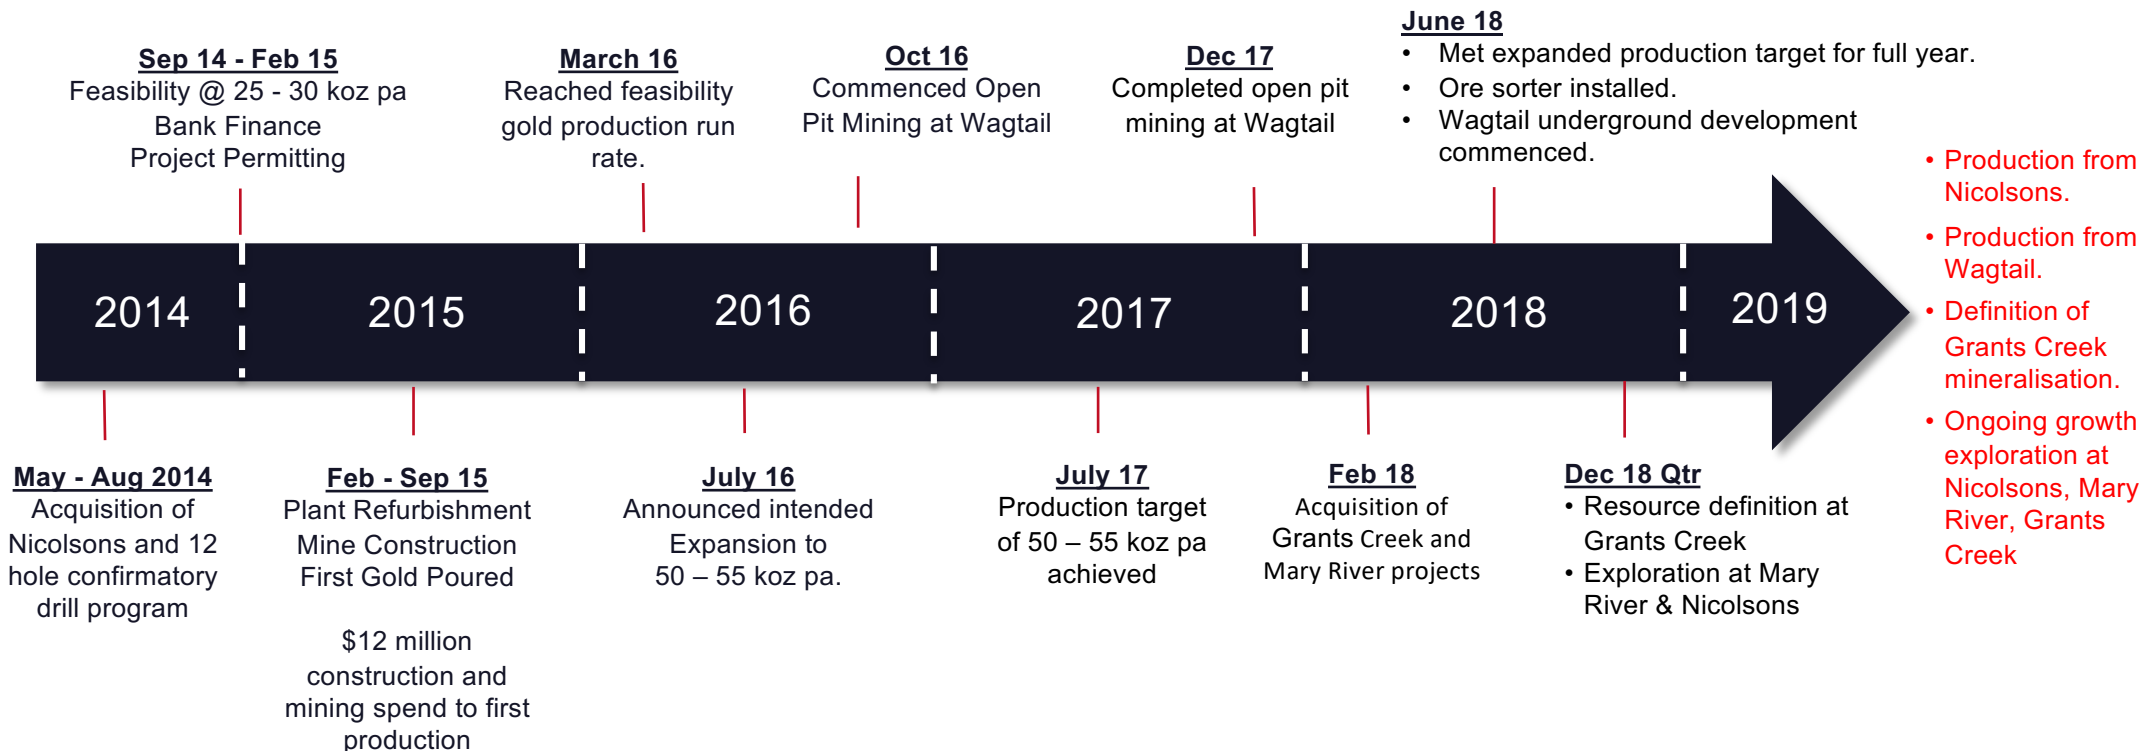 Sep 14 - Feb 15
Feasibility @ 25 - 30 koz pa
Bank Finance
Project Permitting
March 16
Reached feasibility
gold production run
rate.
Oct 16
Commenced Open
Pit Mining at Wagtail
Dec 17
Completed open pit
mining at Wagtail
June 18
• Met expanded production target for full year.
• Ore sorter installed.
• Wagtail underground development
commenced.
2014
2015
2016
2017
2018
2019
• Production from
Nicolsons.
• Production from
Wagtail.
• Definition of
Grants Creek
mineralisation.
• Ongoing growth
exploration at
Nicolsons, Mary
River, Grants
Creek
May - Aug 2014
Acquisition of
Nicolsons and 12
hole confirmatory
drill program
Feb - Sep 15
Plant Refurbishment
Mine Construction
First Gold Poured
$12 million
construction and
mining spend to first
production
July 16
Announced intended
Expansion to
50 – 55 koz pa.
July 17
Production target
of 50 – 55 koz pa
achieved
Feb 18
Acquisition of
Grants Creek and
Mary River projects
Dec 18 Qtr
• Resource definition at
Grants Creek
• Exploration at Mary
River & Nicolsons